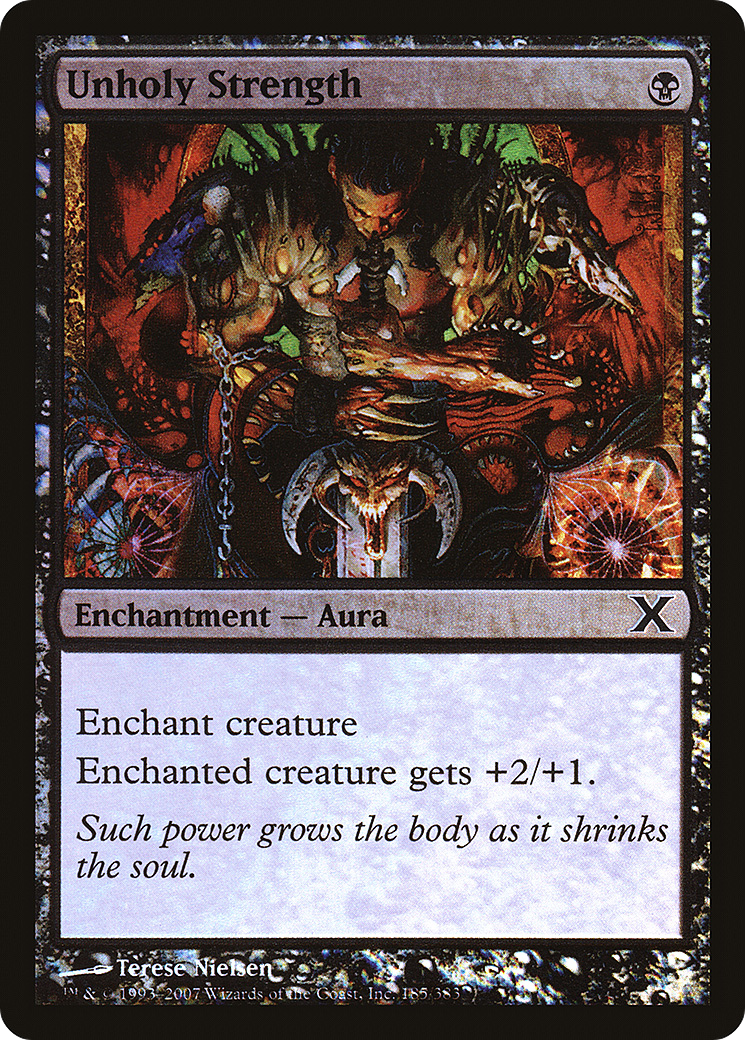 Unholy Strength
Enchantment — Aura
X
Enchant creature
Enchanted creature gets +2/+1.
Such power grows the body as it shrinks
the soul.
Terese Nielsen
™ & © 1993–2007 Wizards of the Coast, Inc. 185/383